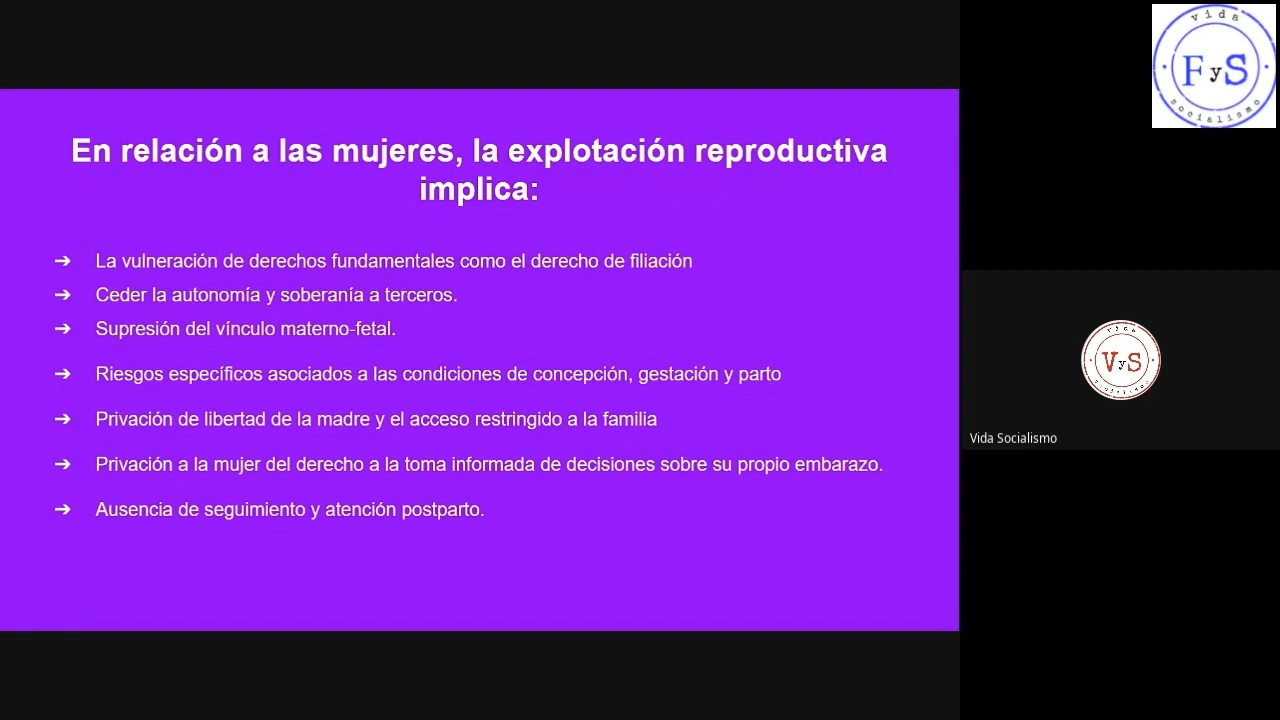 En relación a las mujeres, la explotación reproductiva
implica:
➔ La vulneración de derechos fundamentales como el derecho de filiación
➔ Ceder la autonomía y soberanía a terceros.
➔ Supresión del vínculo materno-fetal.
➔ Riesgos específicos asociados a las condiciones de concepción, gestación y parto
➔ Privación de libertad de la madre y el acceso restringido a la familia
➔ Privación a la mujer del derecho a la toma informada de decisiones sobre su propio embarazo.
➔ Ausencia de seguimiento y atención postparto.
vida
FyS
socialismo
vida
VyS
socialismo
Vida Socialismo